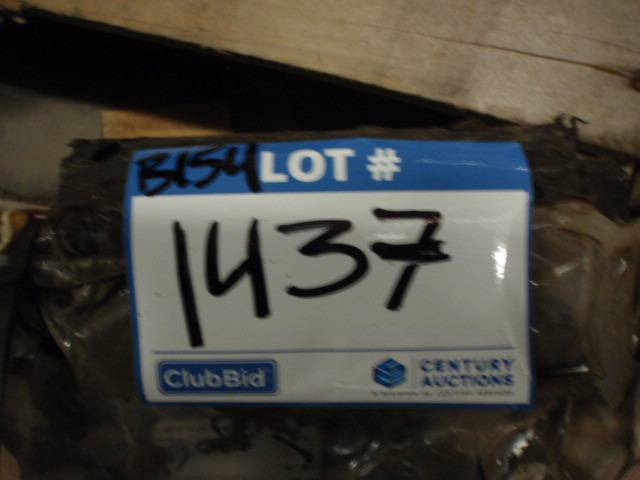 B154 LOT #
1437
ClubBid
CENTURY
AUCTIONS